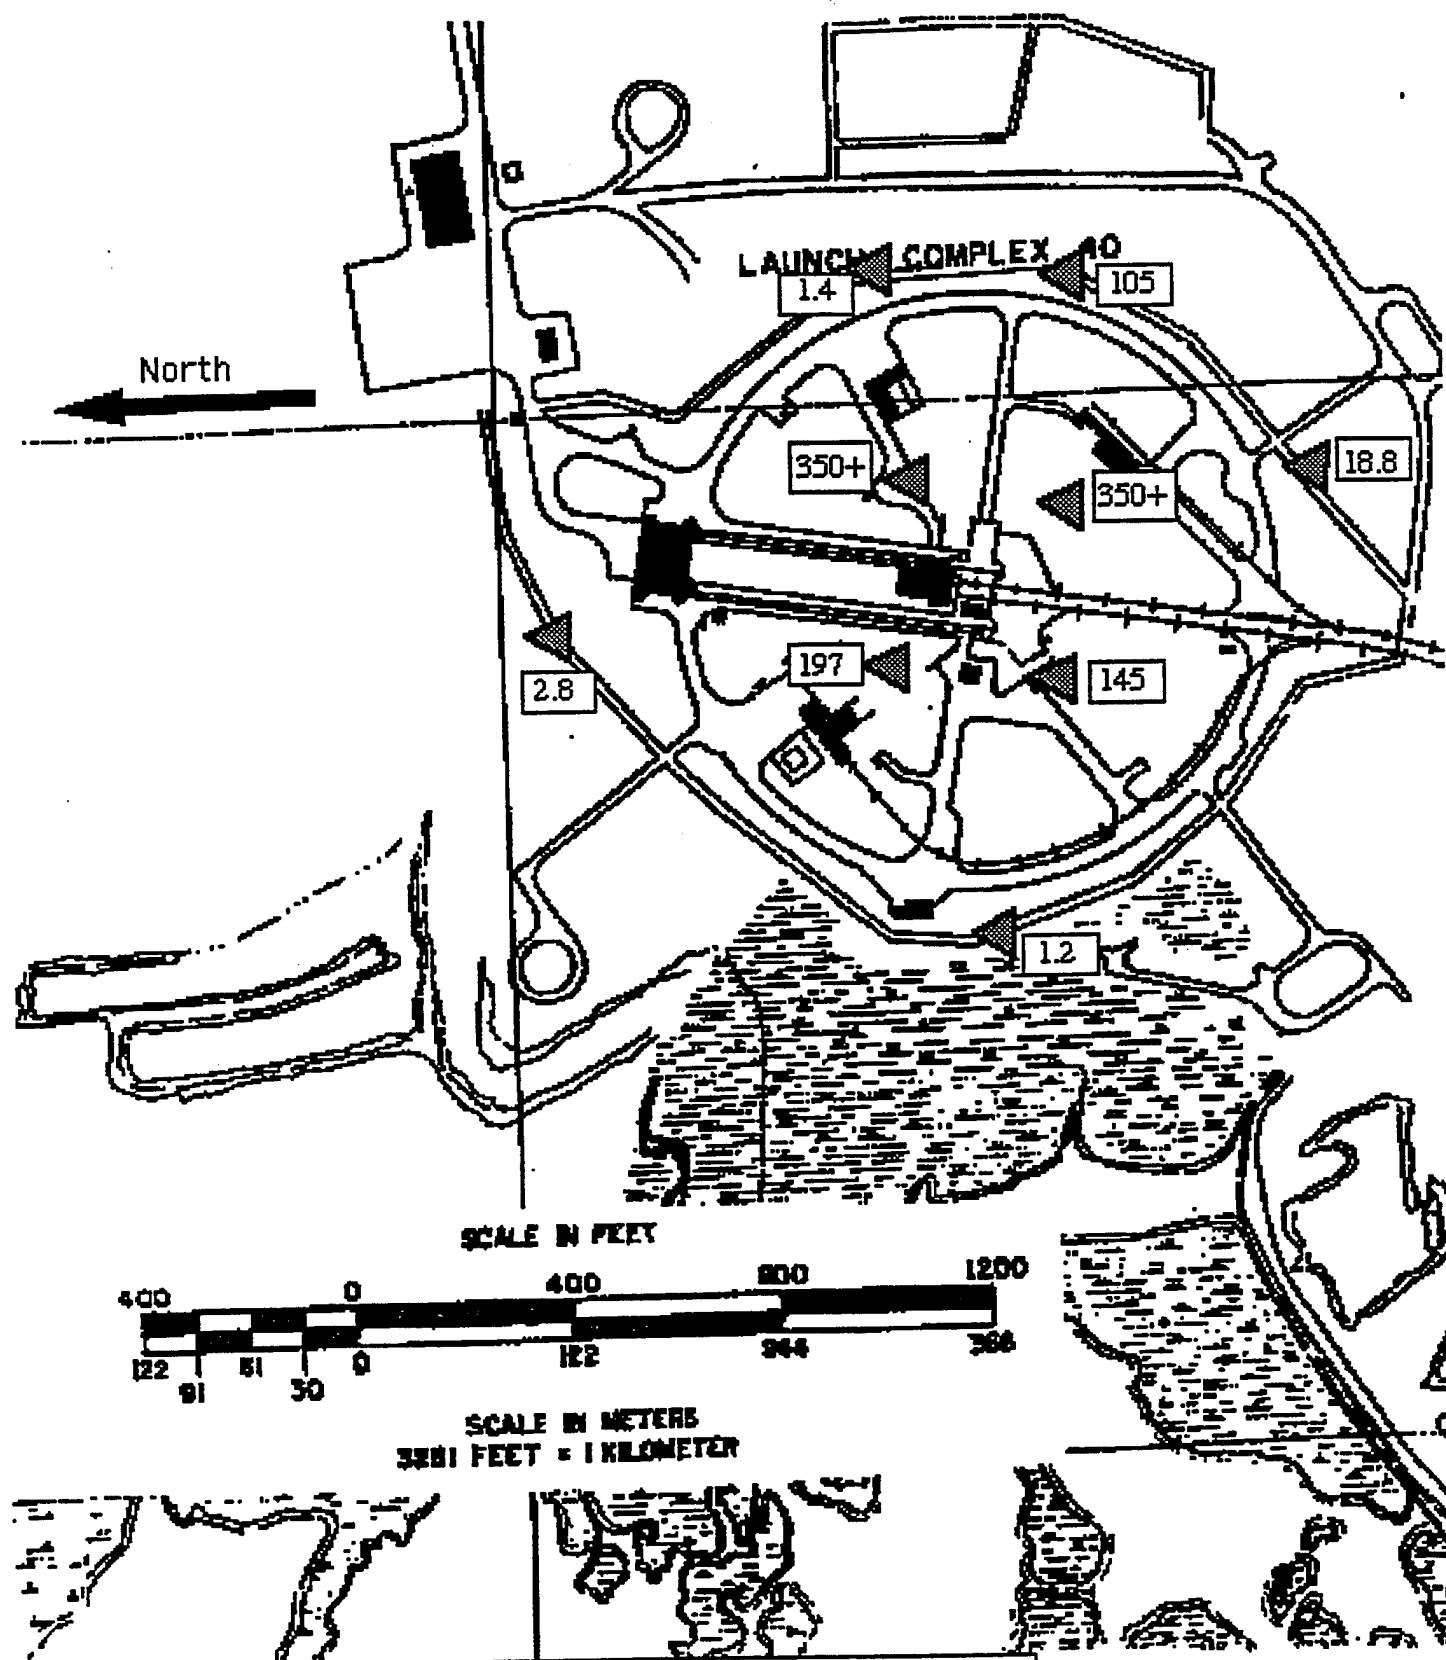 LAUNCH COMPLEX 40
1.4
105
North
350+
350+
18.8
197
145
2.8
1.2
SCALE IN FEET
400 0 400 800 1200
122 91 61 30 0 122 244 366
SCALE IN METERS
3281 FEET = 1 KILOMETER